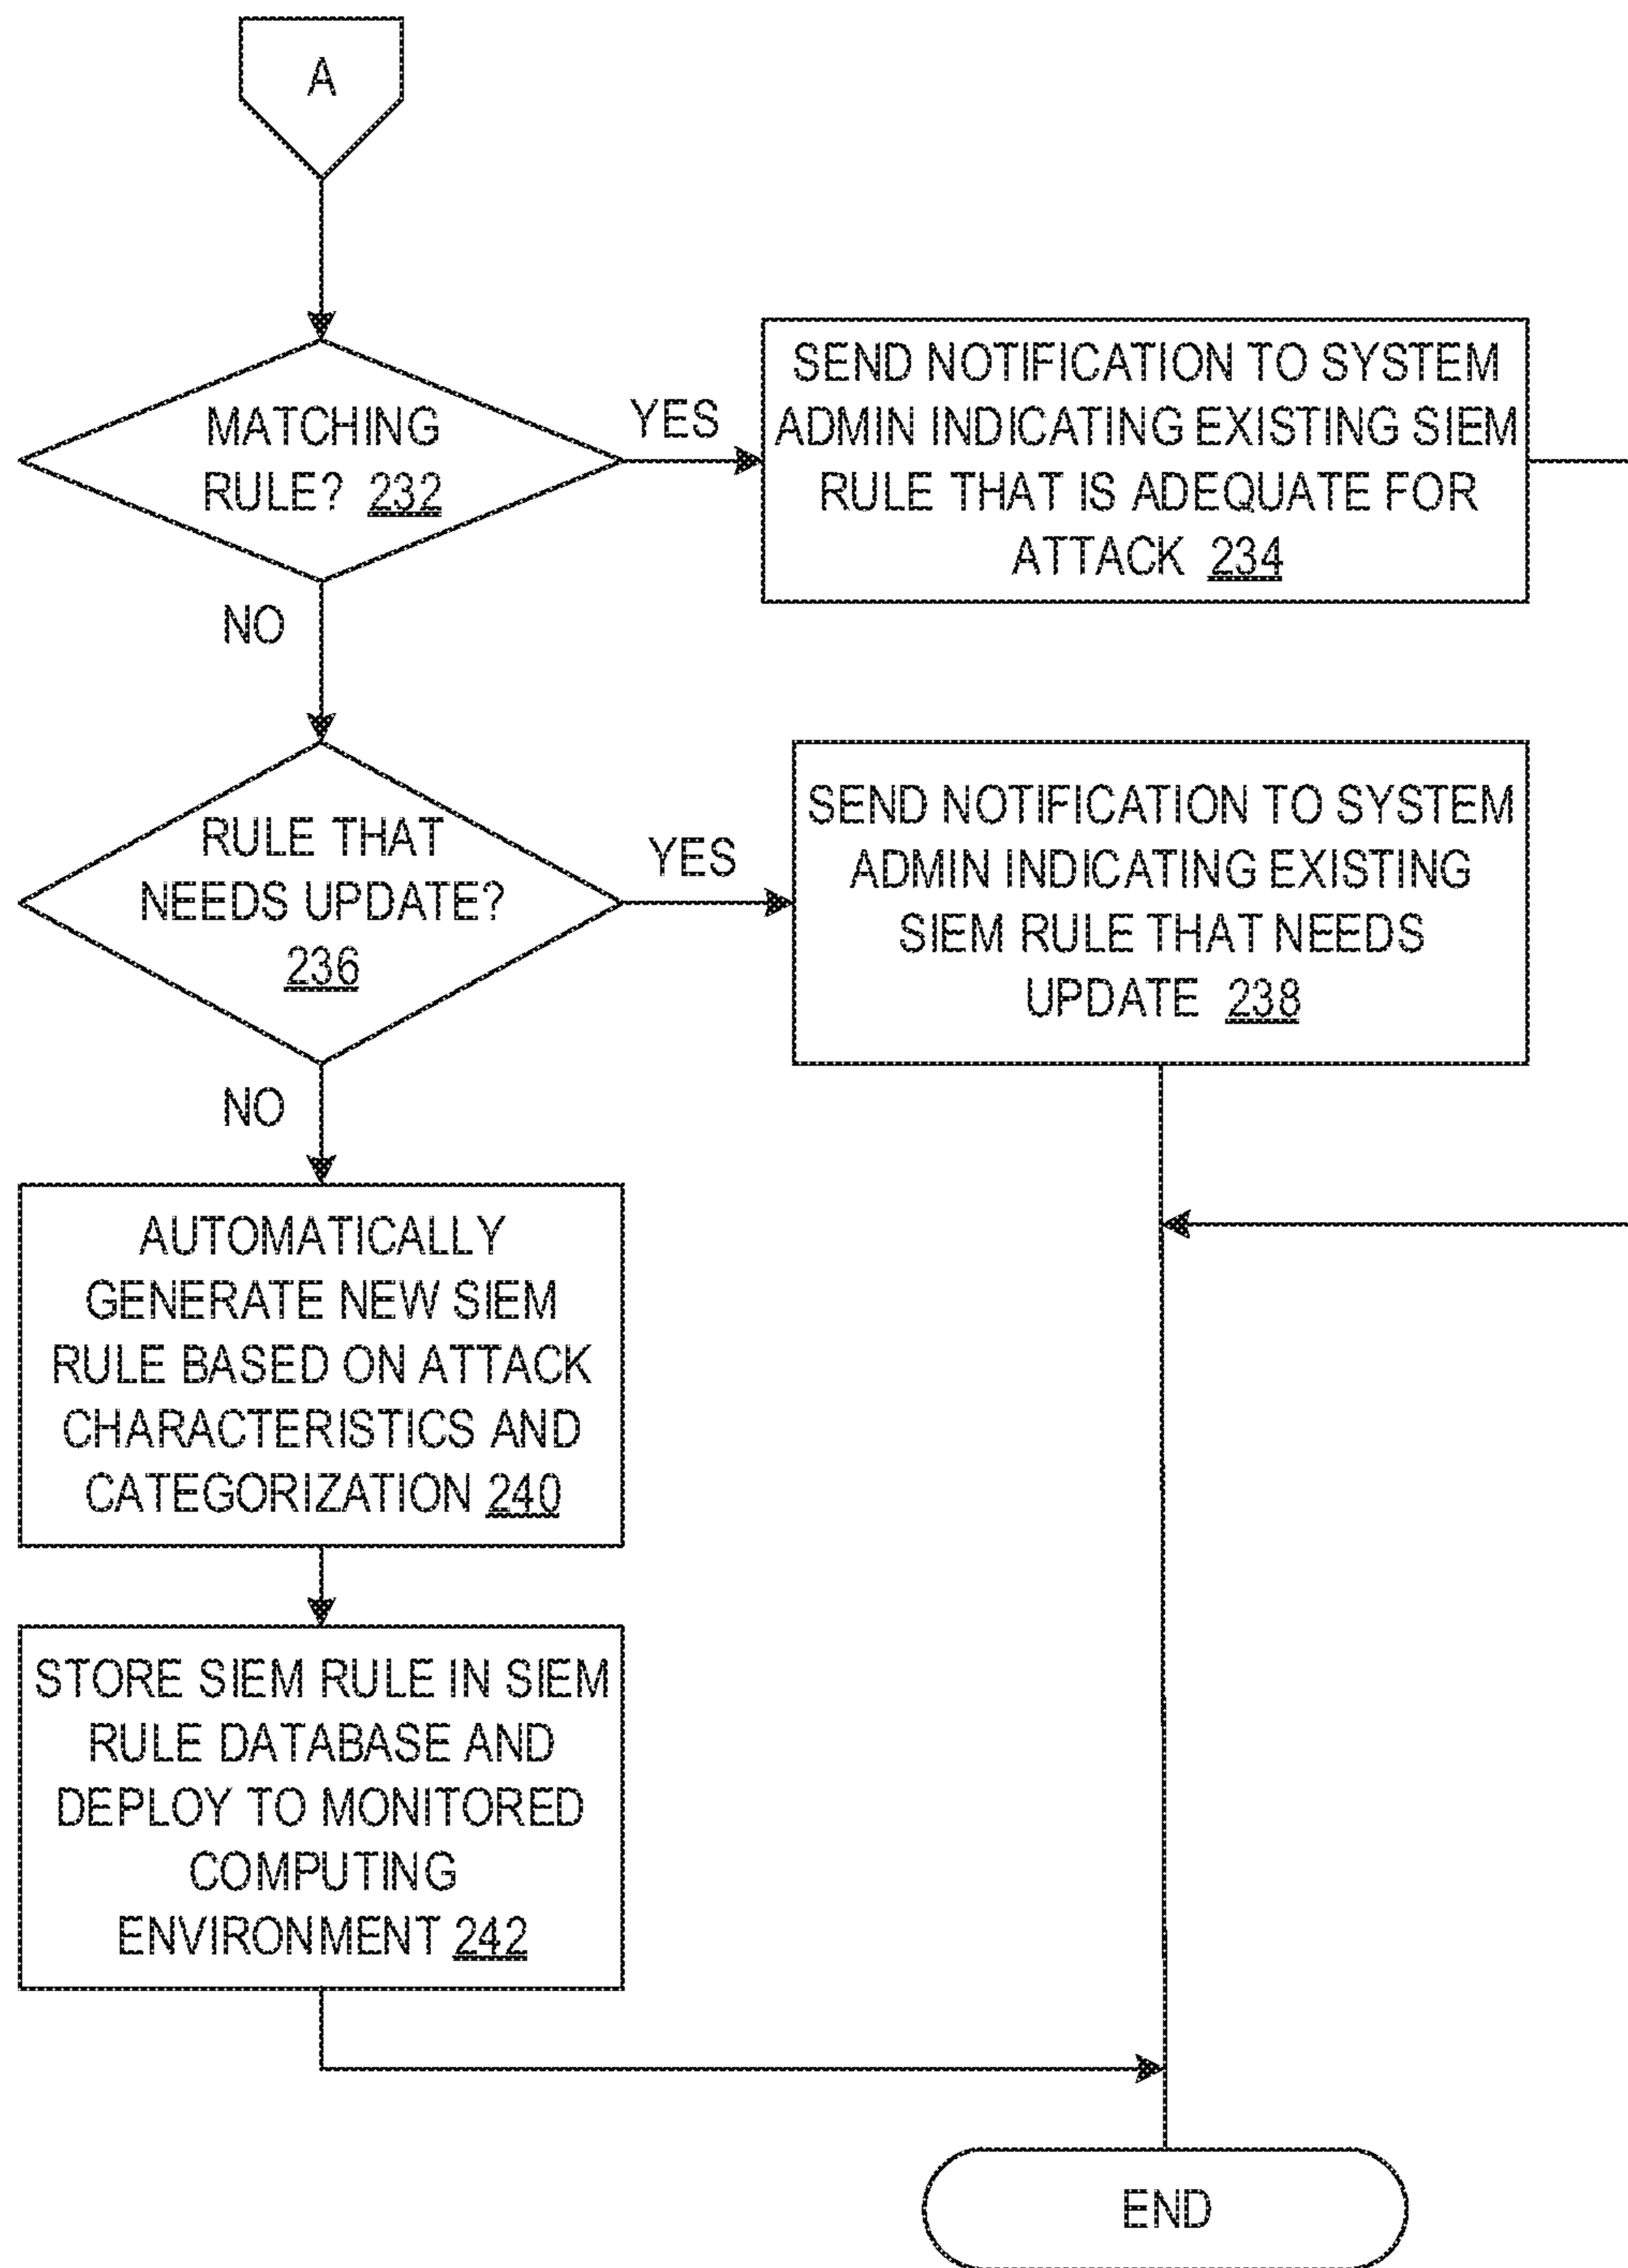 A
MATCHING
RULE? 232
YES
SEND NOTIFICATION TO SYSTEM
ADMIN INDICATING EXISTING SIEM
RULE THAT IS ADEQUATE FOR
ATTACK 234
NO
RULE THAT
NEEDS UPDATE?
236
YES
SEND NOTIFICATION TO SYSTEM
ADMIN INDICATING EXISTING
SIEM RULE THAT NEEDS
UPDATE 238
NO
AUTOMATICALLY
GENERATE NEW SIEM
RULE BASED ON ATTACK
CHARACTERISTICS AND
CATEGORIZATION 240
STORE SIEM RULE IN SIEM
RULE DATABASE AND
DEPLOY TO MONITORED
COMPUTING
ENVIRONMENT 242
END